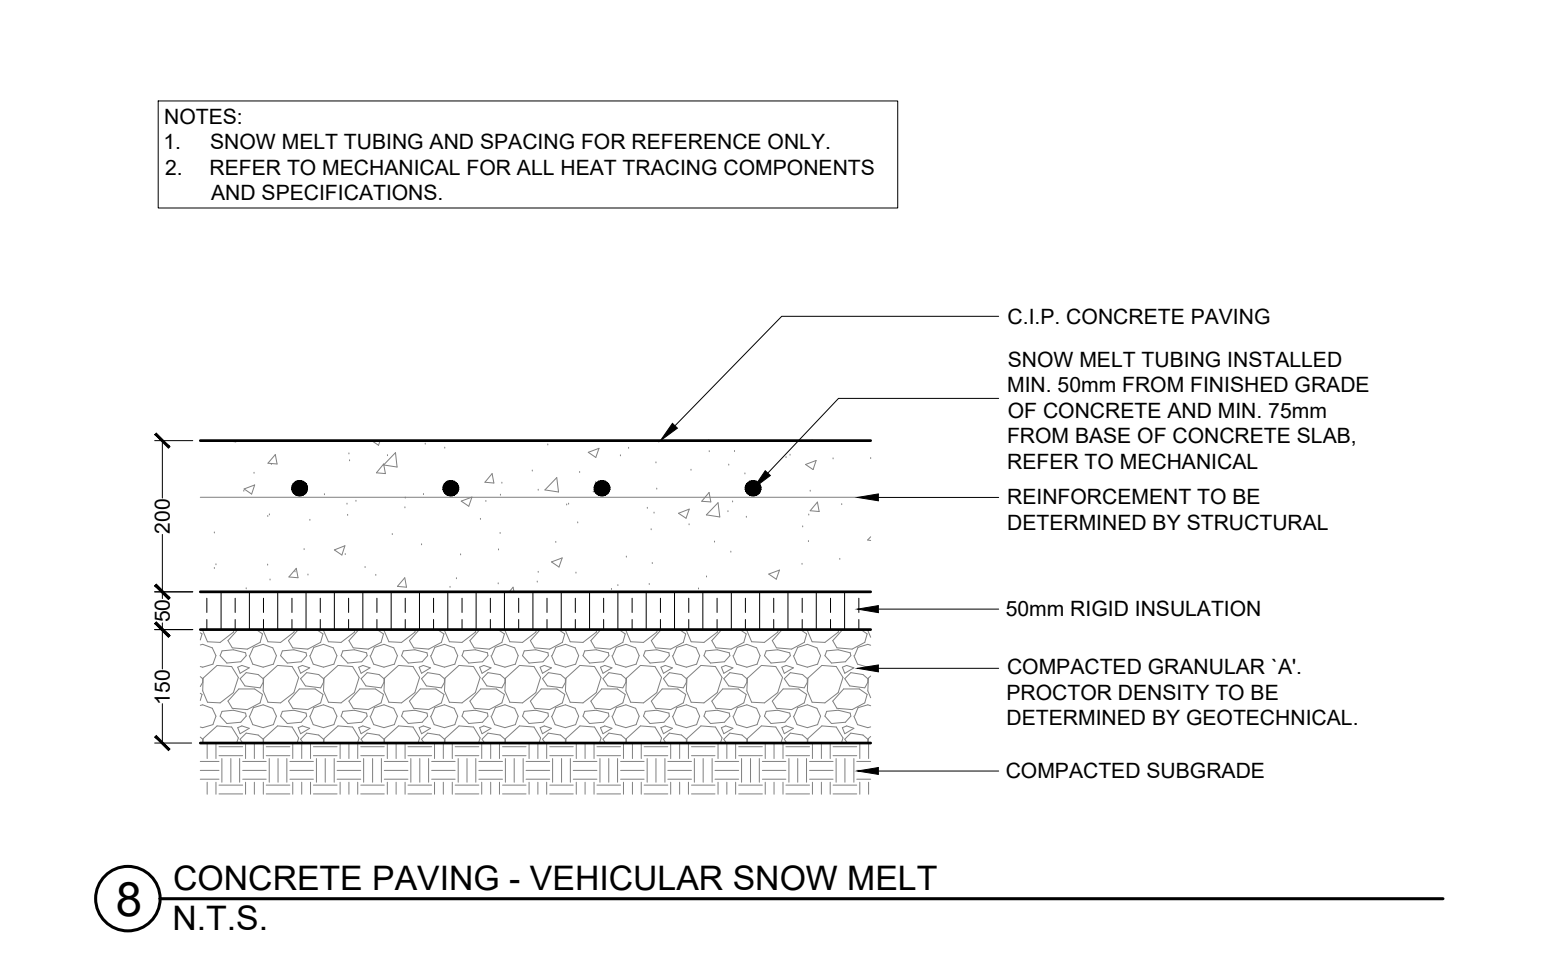 NOTES:
1. SNOW MELT TUBING AND SPACING FOR REFERENCE ONLY.
2. REFER TO MECHANICAL FOR ALL HEAT TRACING COMPONENTS
AND SPECIFICATIONS.
C.I.P. CONCRETE PAVING
SNOW MELT TUBING INSTALLED
MIN. 50mm FROM FINISHED GRADE
OF CONCRETE AND MIN. 75mm
FROM BASE OF CONCRETE SLAB,
REFER TO MECHANICAL
REINFORCEMENT TO BE
DETERMINED BY STRUCTURAL
200
50
50mm RIGID INSULATION
150
COMPACTED GRANULAR `A'.
PROCTOR DENSITY TO BE
DETERMINED BY GEOTECHNICAL.
COMPACTED SUBGRADE
8
CONCRETE PAVING - VEHICULAR SNOW MELT
N.T.S.